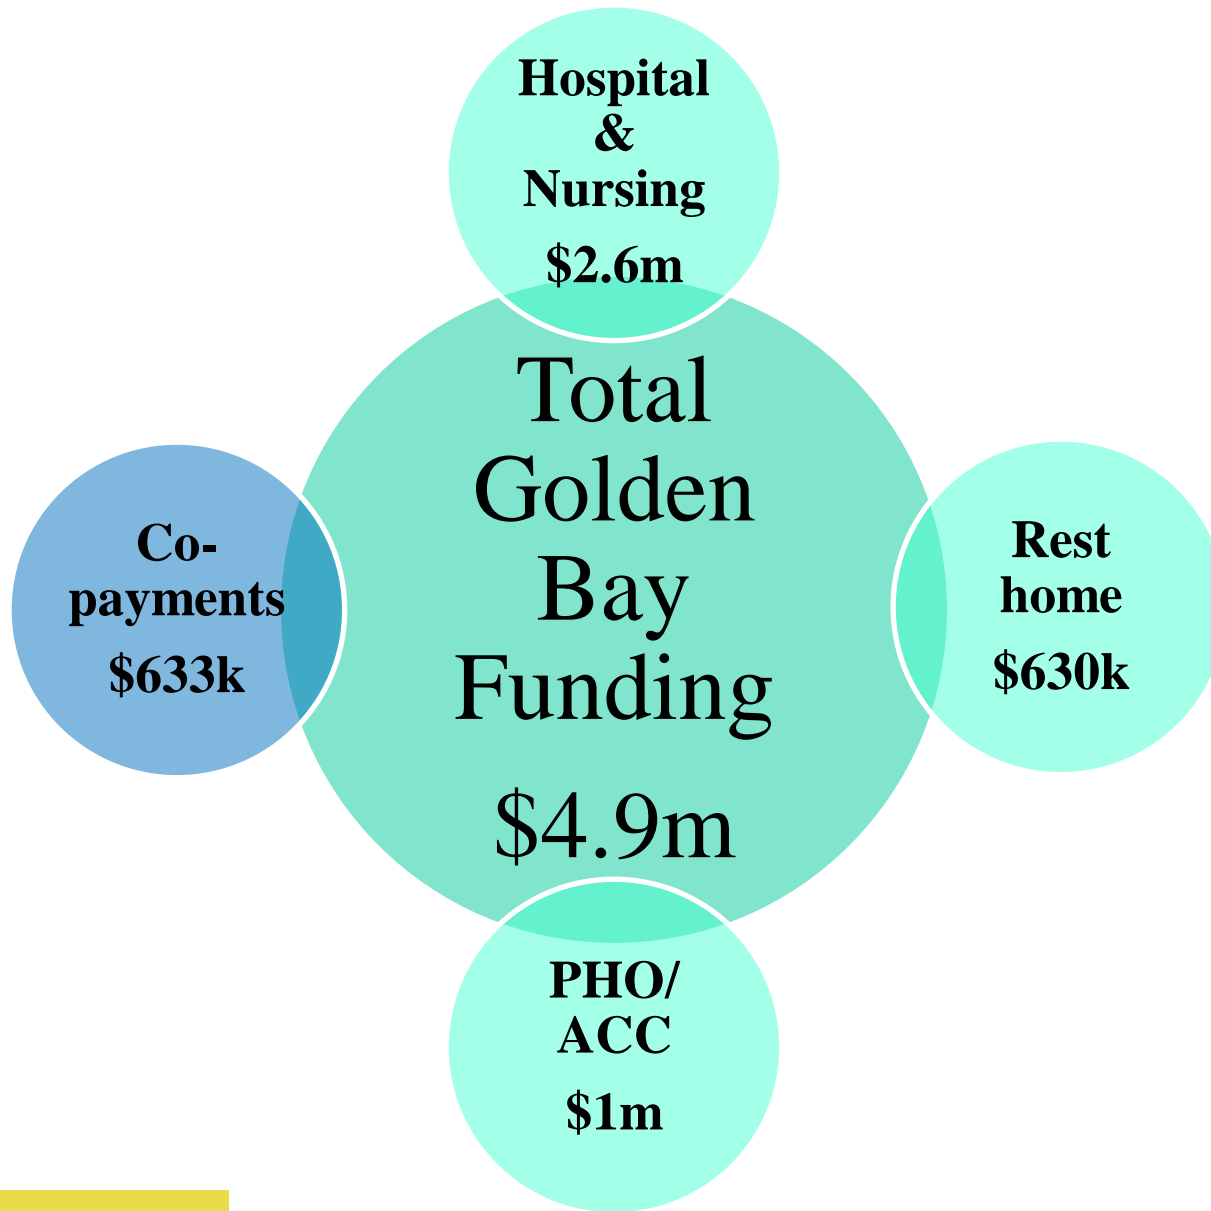 Hospital
&
Nursing
$2.6m
Total
Golden
Bay
Funding
$4.9m
Co-
payments
$633k
Rest
home
$630k
PHO/
ACC
$1m